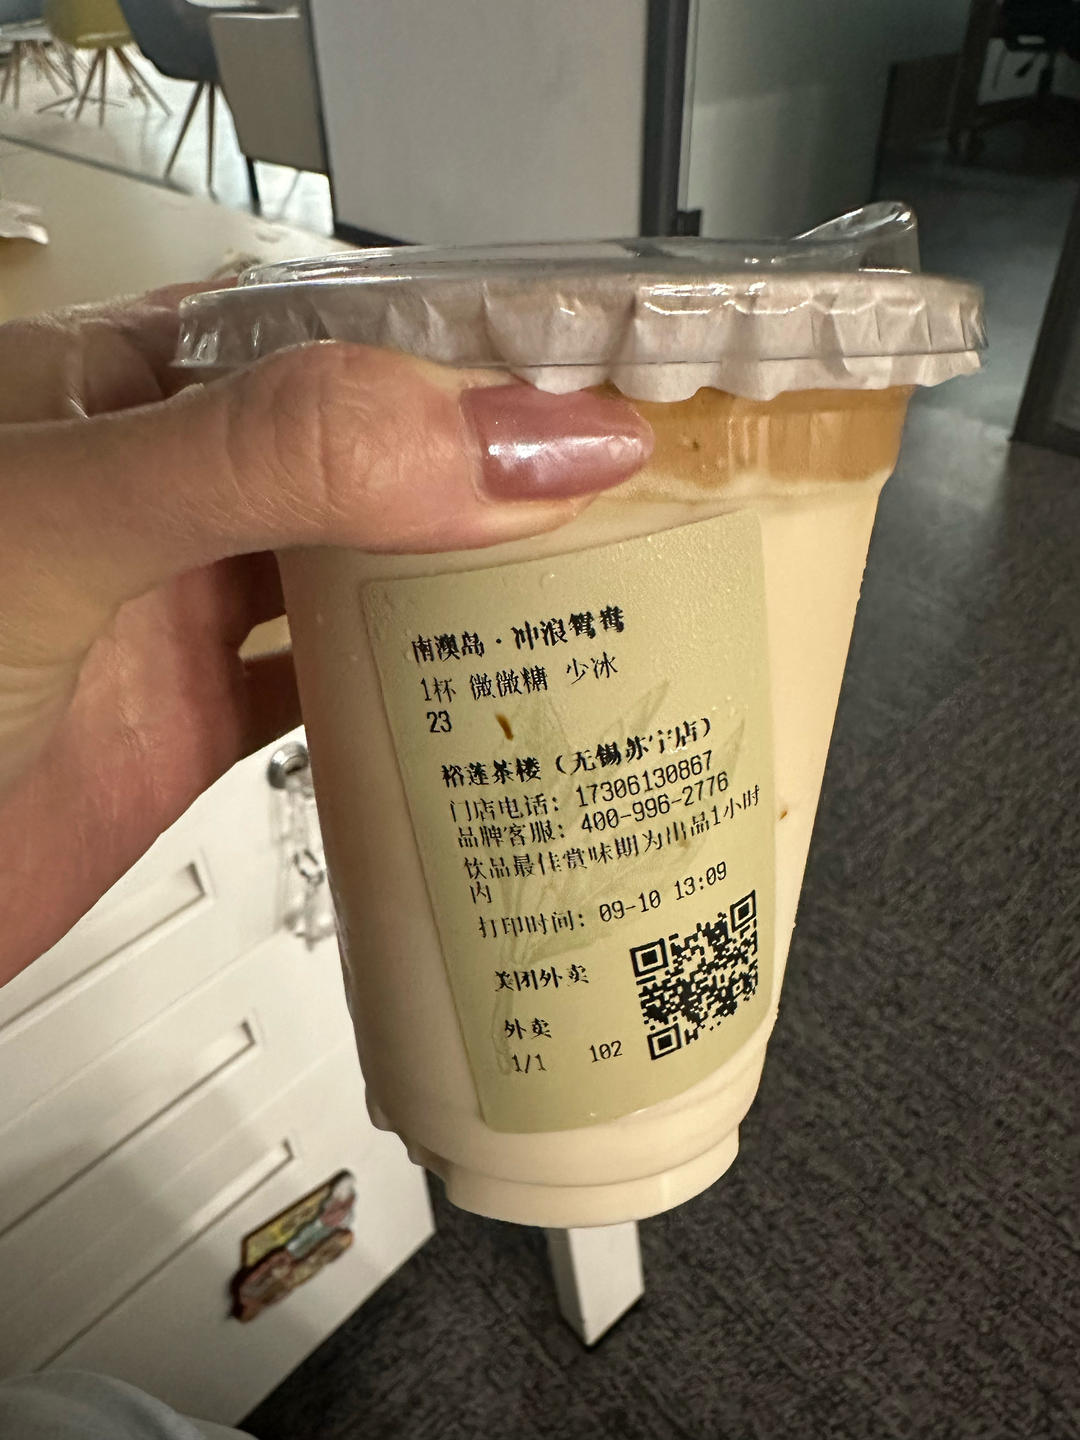 南澳岛·冲浪鸳鸯
1杯 微微糖 少冰
23
裕莲茶楼（无锡苏宁店）
门店电话: 17306130867
品牌客服: 400-996-2776
饮品最佳赏味期为出品1小时
内
打印时间: 09-10 13:09
美团外卖
外卖
1/1 102